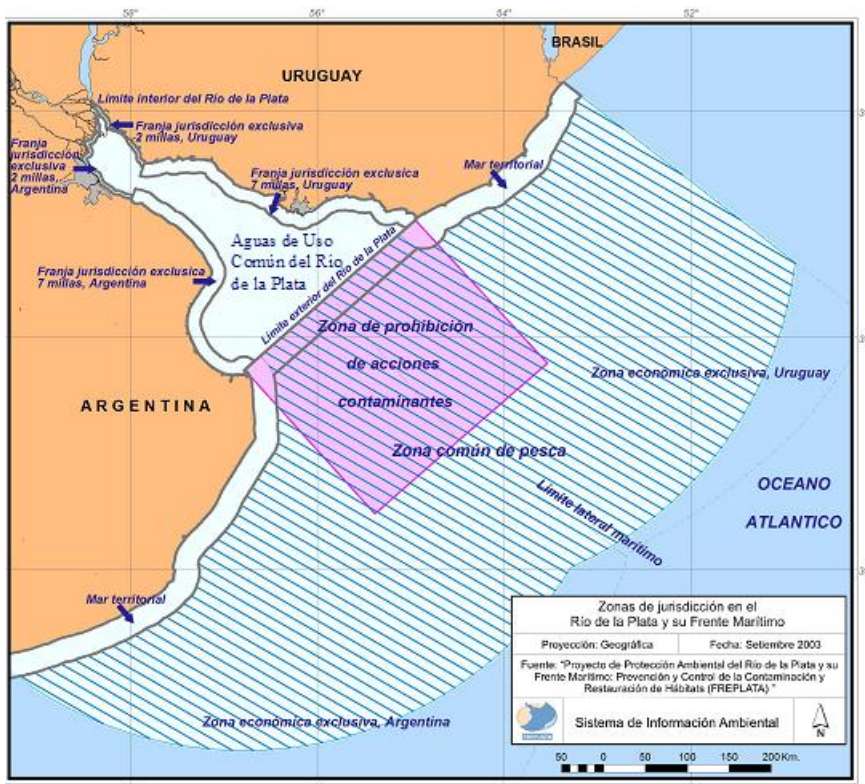 58°
56°
54°
52°
BRASIL
URUGUAY
Límite interior del Río de la Plata
Franja jurisdicción exclusiva
2 millas, Uruguay
Franja
jurisdicción
exclusiva
2 millas,
Argentina
Franja jurisdicción exclusica
7 millas, Uruguay
Mar territorial
Aguas de Uso
Común del Río
de la Plata
Franja jurisdicción exclusica
7 millas, Argentina
Límite exterior del Río de la Plata
Zona de prohibición
de acciones
contaminantes
Zona económica exclusiva, Uruguay
ARGENTINA
Zona común de pesca
Límite lateral marítimo
OCEANO
ATLANTICO
Mar territorial
Zona económica exclusiva, Argentina
Zonas de jurisdicción en el
Río de la Plata y su Frente Marítimo
Proyección: Geográfica
Fecha: Setiembre 2003
Fuente: "Proyecto de Protección Ambiental del Río de la Plata y su
Frente Marítimo: Prevención y Control de la Contaminación y
Restauración de Hábitats (FREPLATA) "
Sistema de Información Ambiental
N
50 0 50 100 150 200 Km.